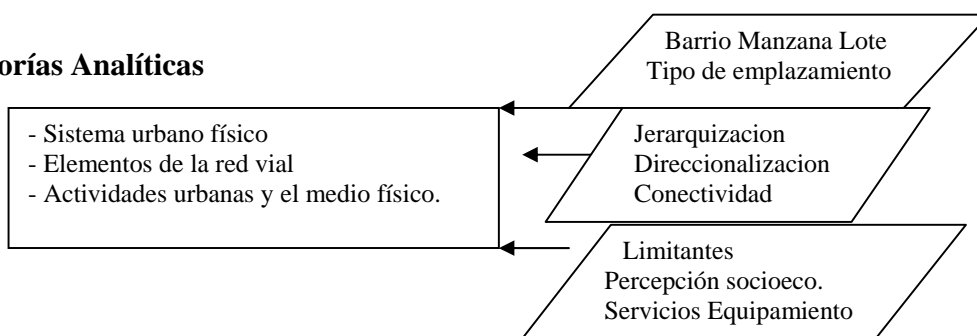 orías Analíticas
- Sistema urbano físico
- Elementos de la red vial
- Actividades urbanas y el medio físico.
Barrio Manzana Lote
Tipo de emplazamiento
Jerarquizacion
Direccionalizacion
Conectividad
Limitantes
Percepción socioeco.
Servicios Equipamiento